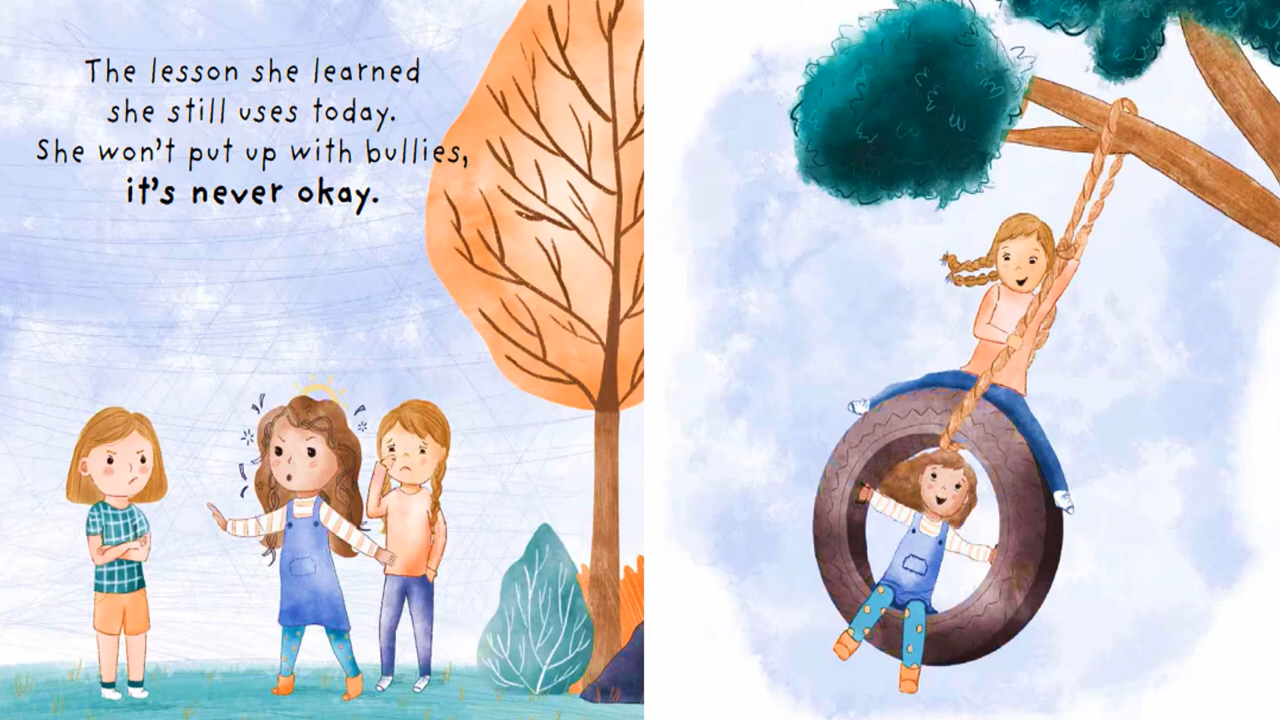 The lesson she learned
she still uses today.
She won't put up with bullies,
it's never okay.